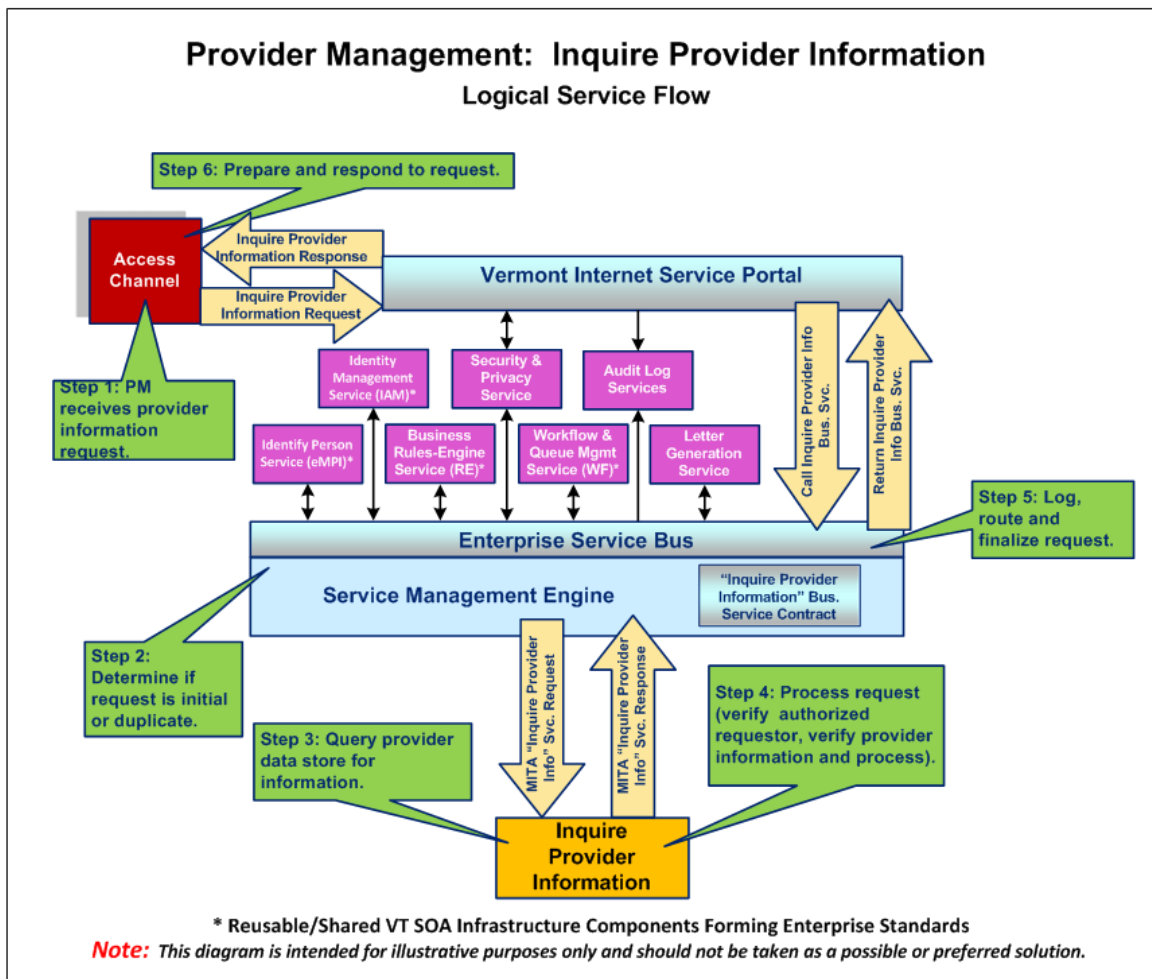 Provider Management:  Inquire Provider Information
Logical Service Flow
Step 6: Prepare and respond to request.
Access
Channel
Inquire Provider
Information Response
Inquire Provider
Information Request
Vermont Internet Service Portal
Step 1: PM
receives provider
information
request.
Identity
Management
Service (IAM)*
Security &
Privacy
Service
Audit Log
Services
Call Inquire Provider Info
Bus. Svc.
Return Inquire Provider
Info Bus. Svc.
Identify Person
Service (eMPI)*
Business
Rules-Engine
Service (RE)*
Workflow &
Queue Mgmt
Service (WF)*
Letter
Generation
Service
Step 5: Log,
route and
finalize request.
Enterprise Service Bus
Service Management Engine
“Inquire Provider
Information” Bus.
Service Contract
Step 2:
Determine if
request is initial
or duplicate.
MITA “Inquire Provider
Info” Svc. Request
MITA “Inquire Provider
Info” Svc. Response
Step 4: Process request
(verify  authorized
requestor, verify provider
information and process).
Step 3: Query provider
data store for
information.
Inquire
Provider
Information
* Reusable/Shared VT SOA Infrastructure Components Forming Enterprise Standards
Note: This diagram is intended for illustrative purposes only and should not be taken as a possible or preferred solution.